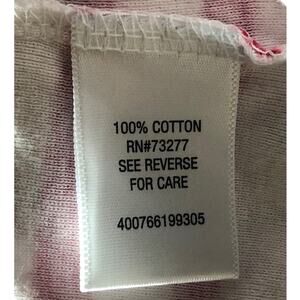 100% COTTON
RN#73277
SEE REVERSE
FOR CARE
400766199305